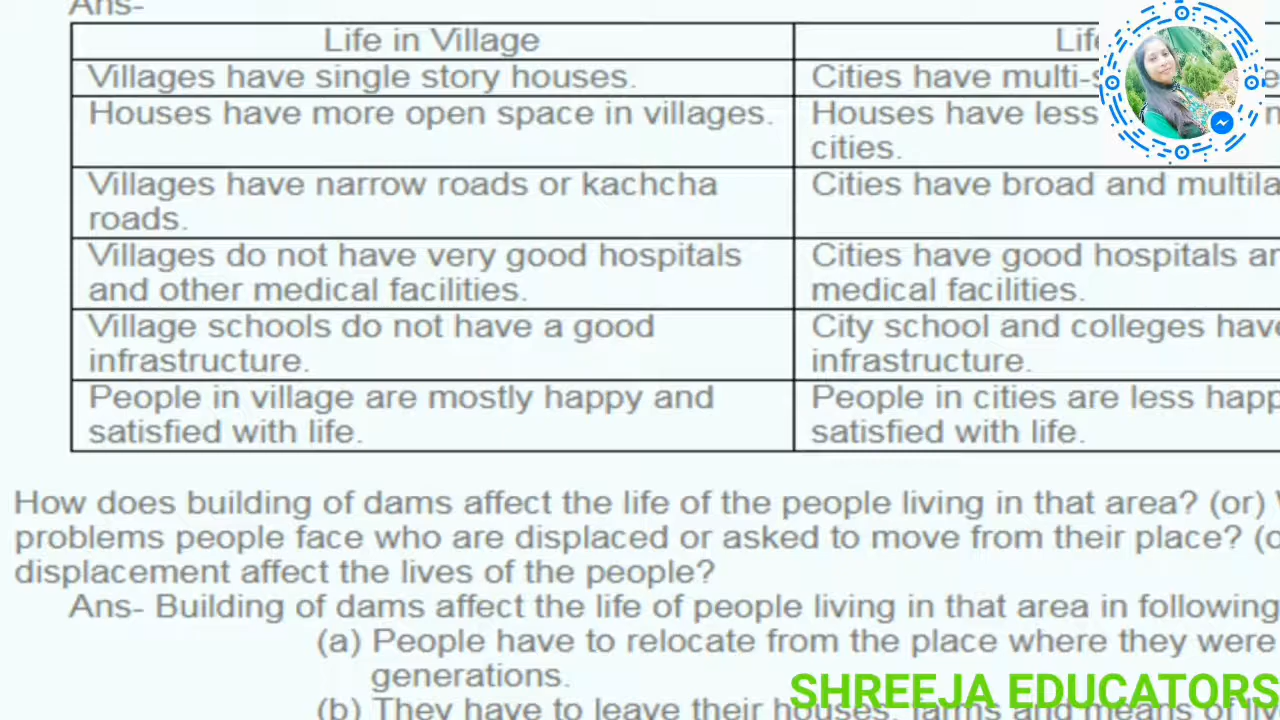 Ans-
Life in Village
Villages have single story houses.
Cities have multi-
Houses have more open space in villages.
Houses have less
cities.
Villages have narrow roads or kachcha
roads.
Cities have broad and
Villages do not have very good hospitals
and other medical facilities.
Cities have good hospitals
medical facilities.
Village schools do not have a good
infrastructure.
City school and colleges
infrastructure.
People in village are mostly happy and
satisfied with life.
People in cities are less
satisfied with life.
How does building of dams affect the life of the people living in that area? (or)
problems people face who are displaced or asked to move from their place?
displacement affect the lives of the people?
Ans- Building of dams affect the life of people living in that area in following
(a) People have to relocate from the place where they were
generations.
(b) They have to leave their houses, farms and means of
SHREEJA EDUCATORS